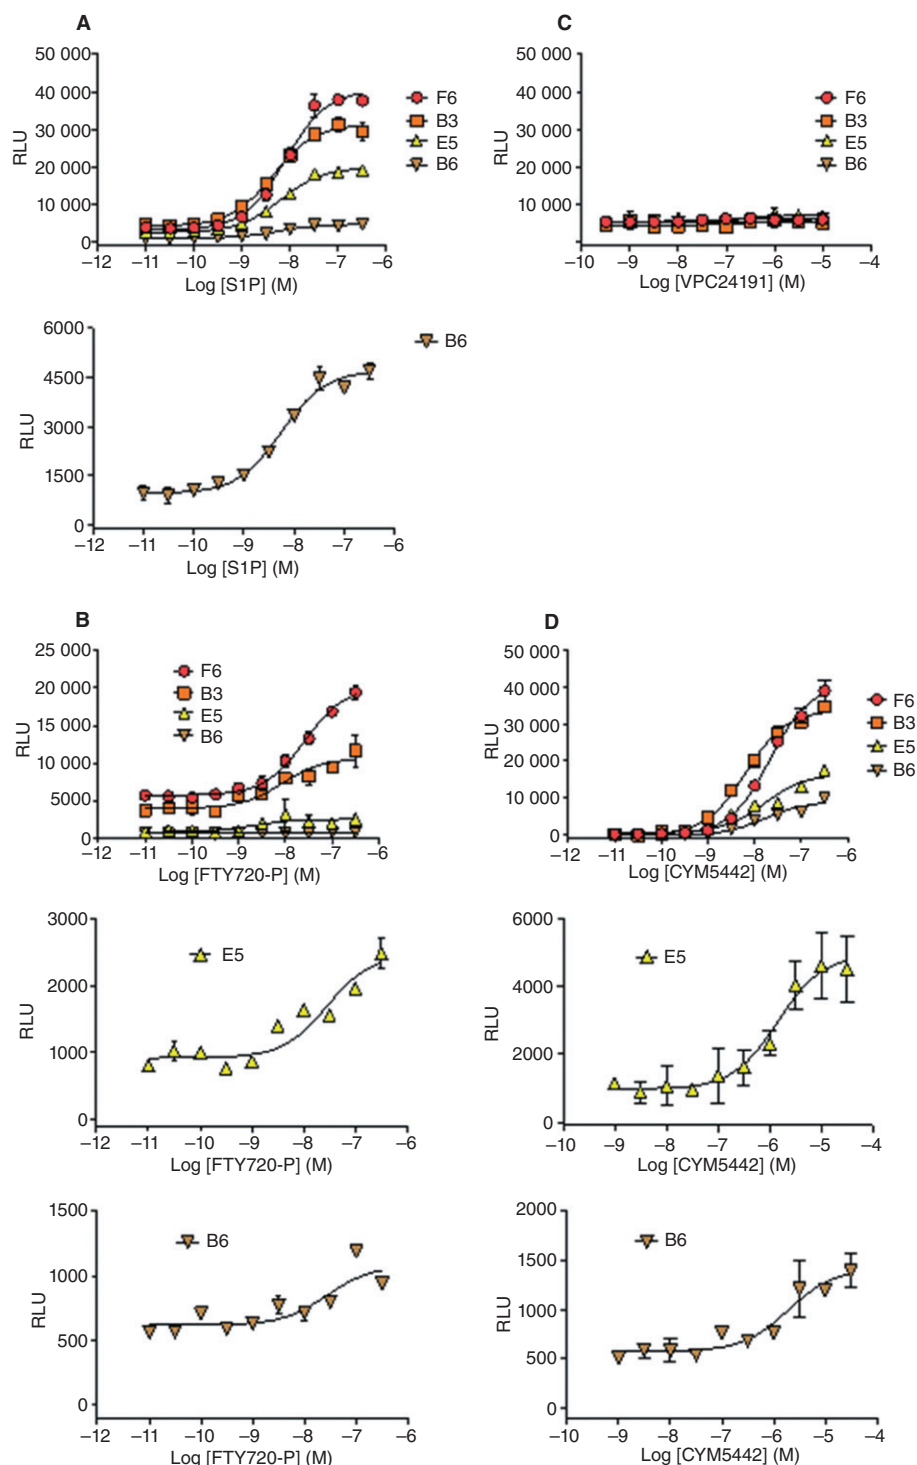 A
50 000
40 000
30 000
20 000
10 000
0
RLU
–12 –11 –10 –9 –8 –7 –6
Log [S1P] (M)
F6
B3
E5
B6
6000
4500
3000
1500
0
RLU
–12 –11 –10 –9 –8 –7 –6
Log [S1P] (M)
B6
C
50 000
40 000
30 000
20 000
10 000
RLU
–10 –9 –8 –7 –6 –5 –4
Log [VPC24191] (M)
F6
B3
E5
B6
B
25 000
20 000
15 000
10 000
5000
0
RLU
F6
B3
E5
B6
–12 –11 –10 –9 –8 –7 –6
Log [FTY720-P] (M)
3000
2000
1000
0
RLU
E5
–12 –11 –10 –9 –8 –7 –6
Log [FTY720-P] (M)
1500
1000
500
0
RLU
B6
–12 –11 –10 –9 –8 –7 –6
Log [FTY720-P] (M)
D
50 000
40 000
30 000
20 000
10 000
0
RLU
–12 –11 –10 –9 –8 –7 –6
Log [CYM5442] (M)
F6
B3
E5
B6
6000
4000
2000
0
RLU
E5
–10 –9 –8 –7 –6 –5 –4
Log [CYM5442] (M)
2000
1500
1000
500
0
RLU
B6
–10 –9 –8 –7 –6 –5 –4
Log [CYM5442] (M)